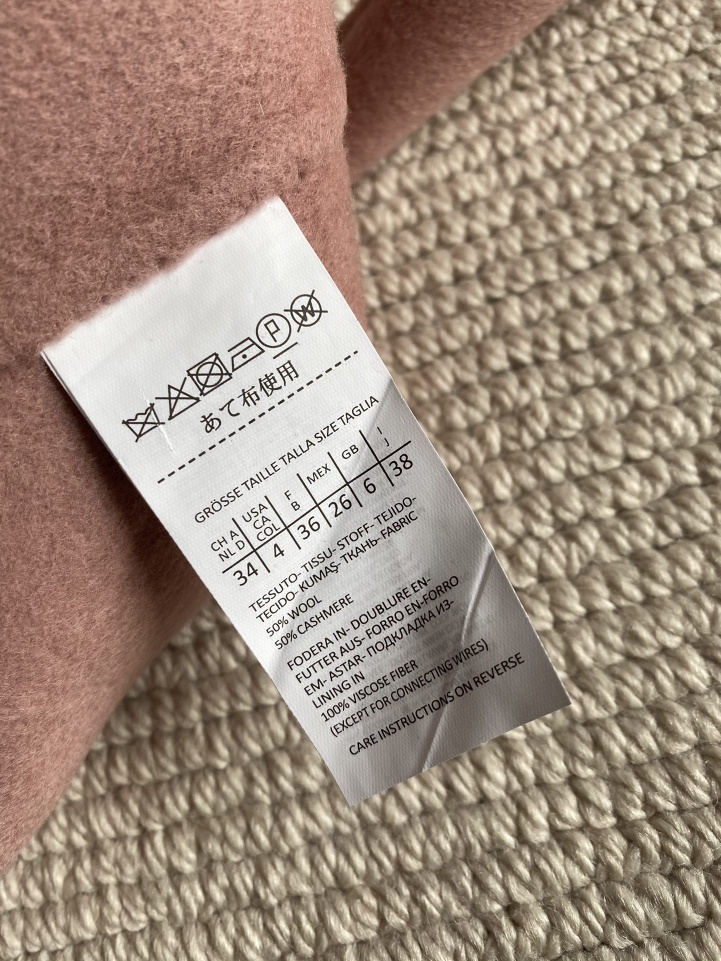 P W
あて布使用
GRÖSSE TAILLE TALLA SIZE TAGLIA
CH A NL D | USA CA COL | F B | MEX | GB | I J
34 | 4 | 36 | 26 | 6 | 38
TESSUTO- TISSU- STOFF- TEJIDO-
TECIDO- KUMAŞ- ТКАНЬ- FABRIC
50% WOOL
50% CASHMERE
FODERA IN- DOUBLURE EN-
FUTTER AUS- FORRO EN-FORRO
EM- ASTAR- ПОДКЛАДКА ИЗ-
LINING IN
100% VISCOSE FIBER
(EXCEPT FOR CONNECTING WIRES)
CARE INSTRUCTIONS ON REVERSE